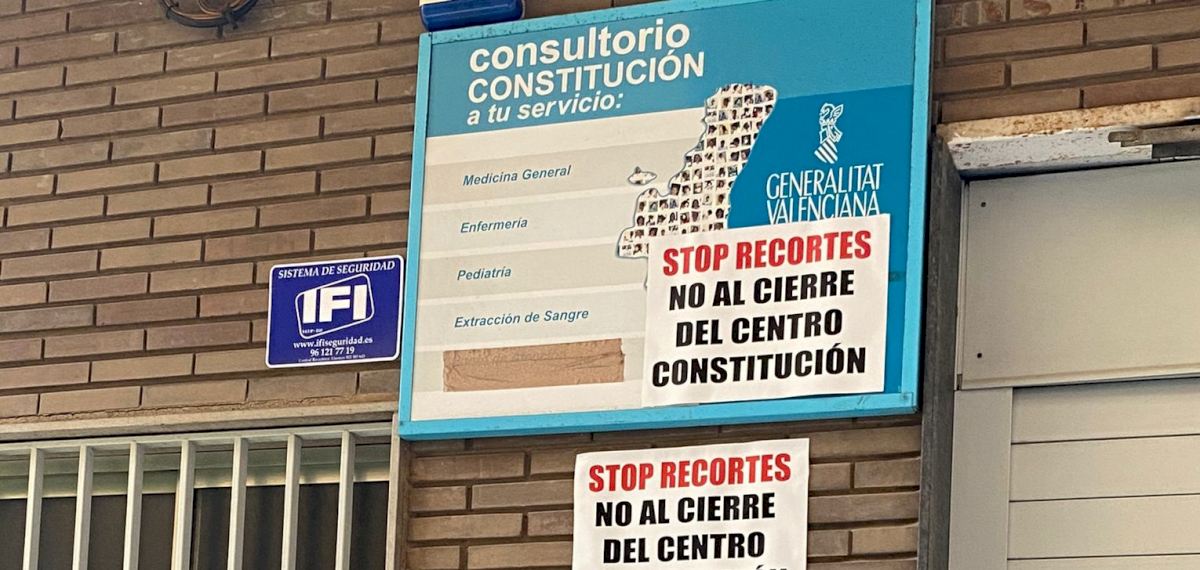 consultorio
CONSTITUCIÓN
a tu servicio:
Medicina General
Enfermería
Pediatría
Extracción de Sangre
GENERALITAT
VALENCIANA
STOP RECORTES
NO AL CIERRE
DEL CENTRO
CONSTITUCIÓN
SISTEMA DE SEGURIDAD
IFI
www.ifiseguridad.es
96 121 77 19
STOP RECORTES
NO AL CIERRE
DEL CENTRO